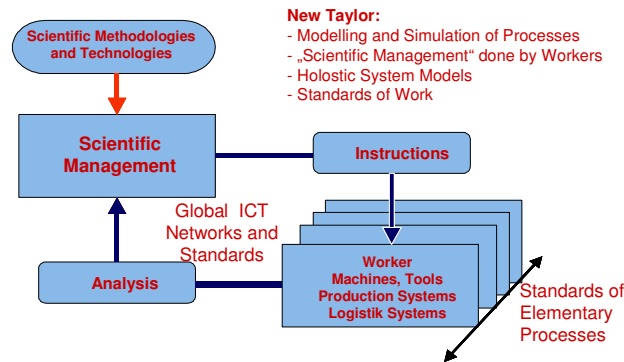 Scientific Methodologies
and Technologies
New Taylor:
- Modelling and Simulation of Processes
- „Scientific Management“ done by Workers
- Holostic System Models
- Standards of Work
Scientific
Management
Instructions
Global ICT
Networks and
Standards
Analysis
Worker
Machines, Tools
Production Systems
Logistik Systems
Standards of
Elementary
Processes